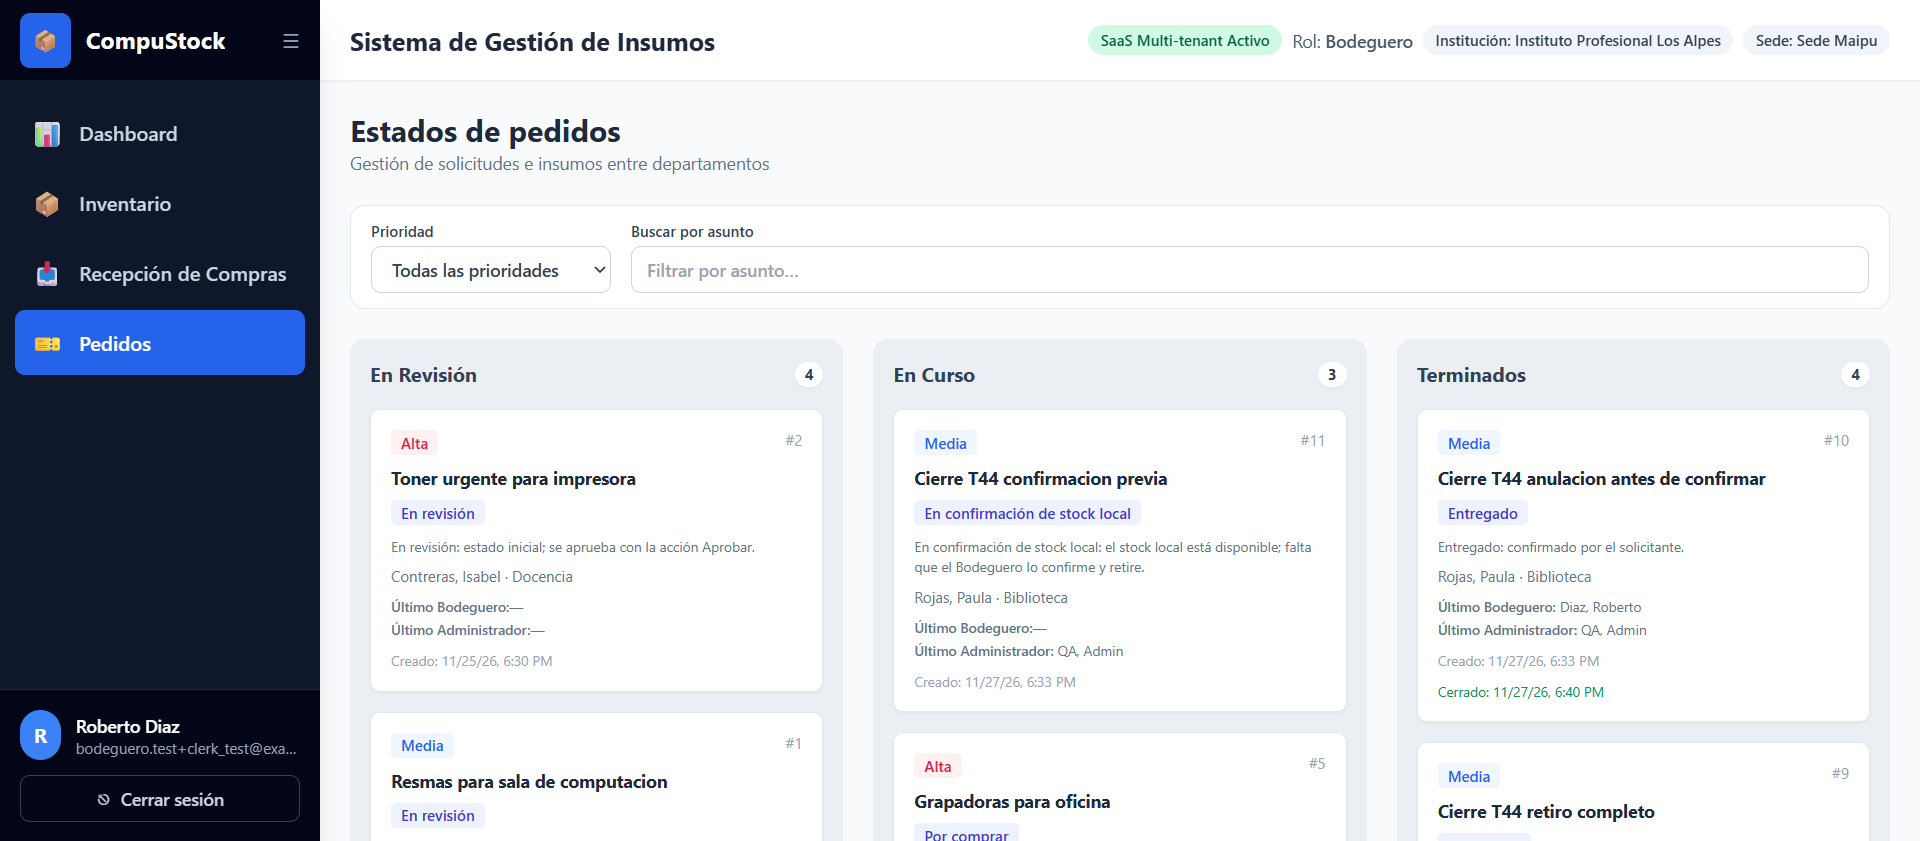 CompuStock
☰
Dashboard
Inventario
Recepción de Compras
Pedidos
R
Roberto Diaz
bodeguero.test+clerk_test@exa...
Cerrar sesión
Sistema de Gestión de Insumos
SaaS Multi-tenant Activo
Rol: Bodeguero
Institución: Instituto Profesional Los Alpes
Sede: Sede Maipu
Estados de pedidos
Gestión de solicitudes e insumos entre departamentos
Prioridad
Todas las prioridades
Buscar por asunto
Filtrar por asunto...
En Revisión
4
Alta
#2
Toner urgente para impresora
En revisión
En revisión: estado inicial; se aprueba con la acción Aprobar.
Contreras, Isabel · Docencia
Último Bodeguero:—
Último Administrador:—
Creado: 11/25/26, 6:30 PM
Media
#1
Resmas para sala de computacion
En revisión
En Curso
3
Media
#11
Cierre T44 confirmacion previa
En confirmación de stock local
En confirmación de stock local: el stock local está disponible; falta
que el Bodeguero lo confirme y retire.
Rojas, Paula · Biblioteca
Último Bodeguero:—
Último Administrador: QA, Admin
Creado: 11/27/26, 6:33 PM
Alta
#5
Grapadoras para oficina
Por comprar
Terminados
4
Media
#10
Cierre T44 anulacion antes de confirmar
Entregado
Entregado: confirmado por el solicitante.
Rojas, Paula · Biblioteca
Último Bodeguero: Diaz, Roberto
Último Administrador: QA, Admin
Creado: 11/27/26, 6:33 PM
Cerrado: 11/27/26, 6:40 PM
Media
#9
Cierre T44 retiro completo